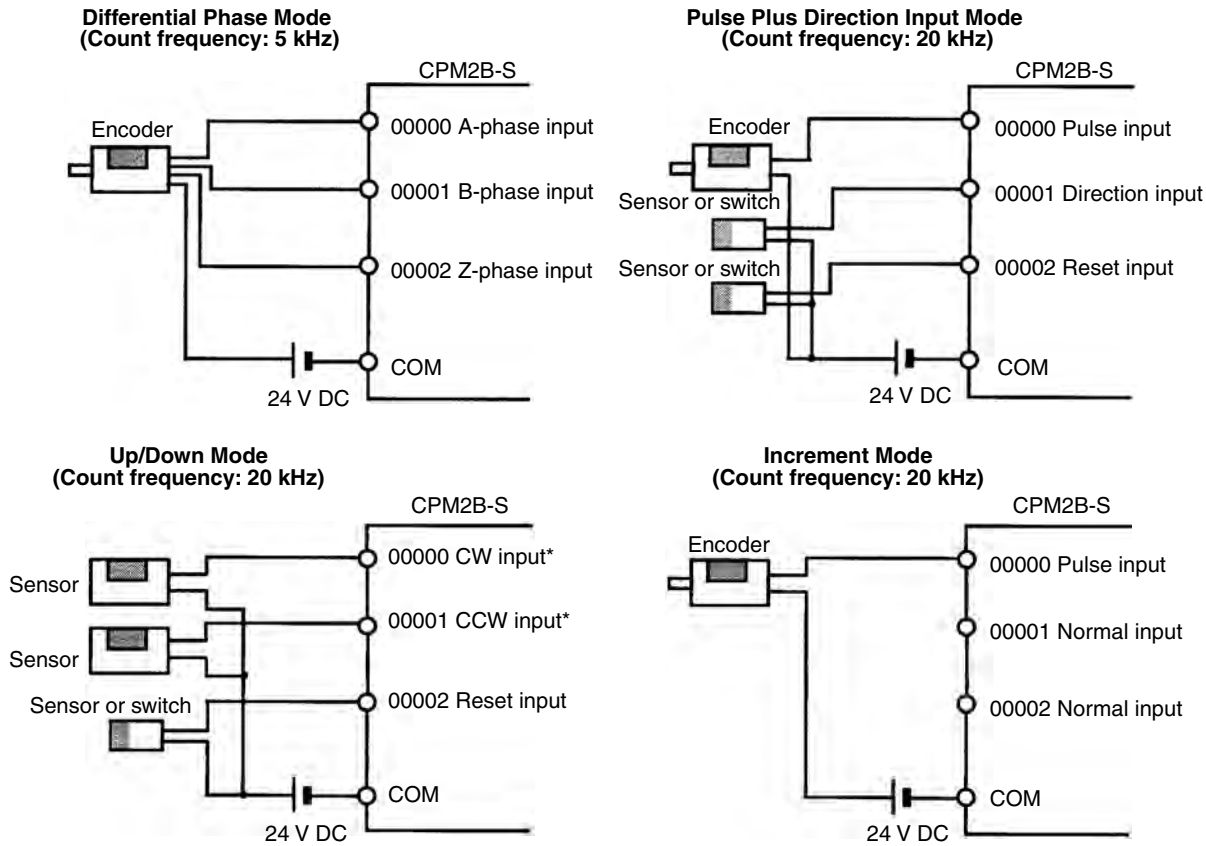 Differential Phase Mode
(Count frequency: 5 kHz)
CPM2B-S
Encoder
00000 A-phase input
00001 B-phase input
00002 Z-phase input
COM
24 V DC
Pulse Plus Direction Input Mode
(Count frequency: 20 kHz)
CPM2B-S
Encoder
00000 Pulse input
Sensor or switch
00001 Direction input
Sensor or switch
00002 Reset input
COM
24 V DC
Up/Down Mode
(Count frequency: 20 kHz)
CPM2B-S
00000 CW input*
Sensor
00001 CCW input*
Sensor
Sensor or switch
00002 Reset input
COM
24 V DC
Increment Mode
(Count frequency: 20 kHz)
CPM2B-S
Encoder
00000 Pulse input
00001 Normal input
00002 Normal input
COM
24 V DC